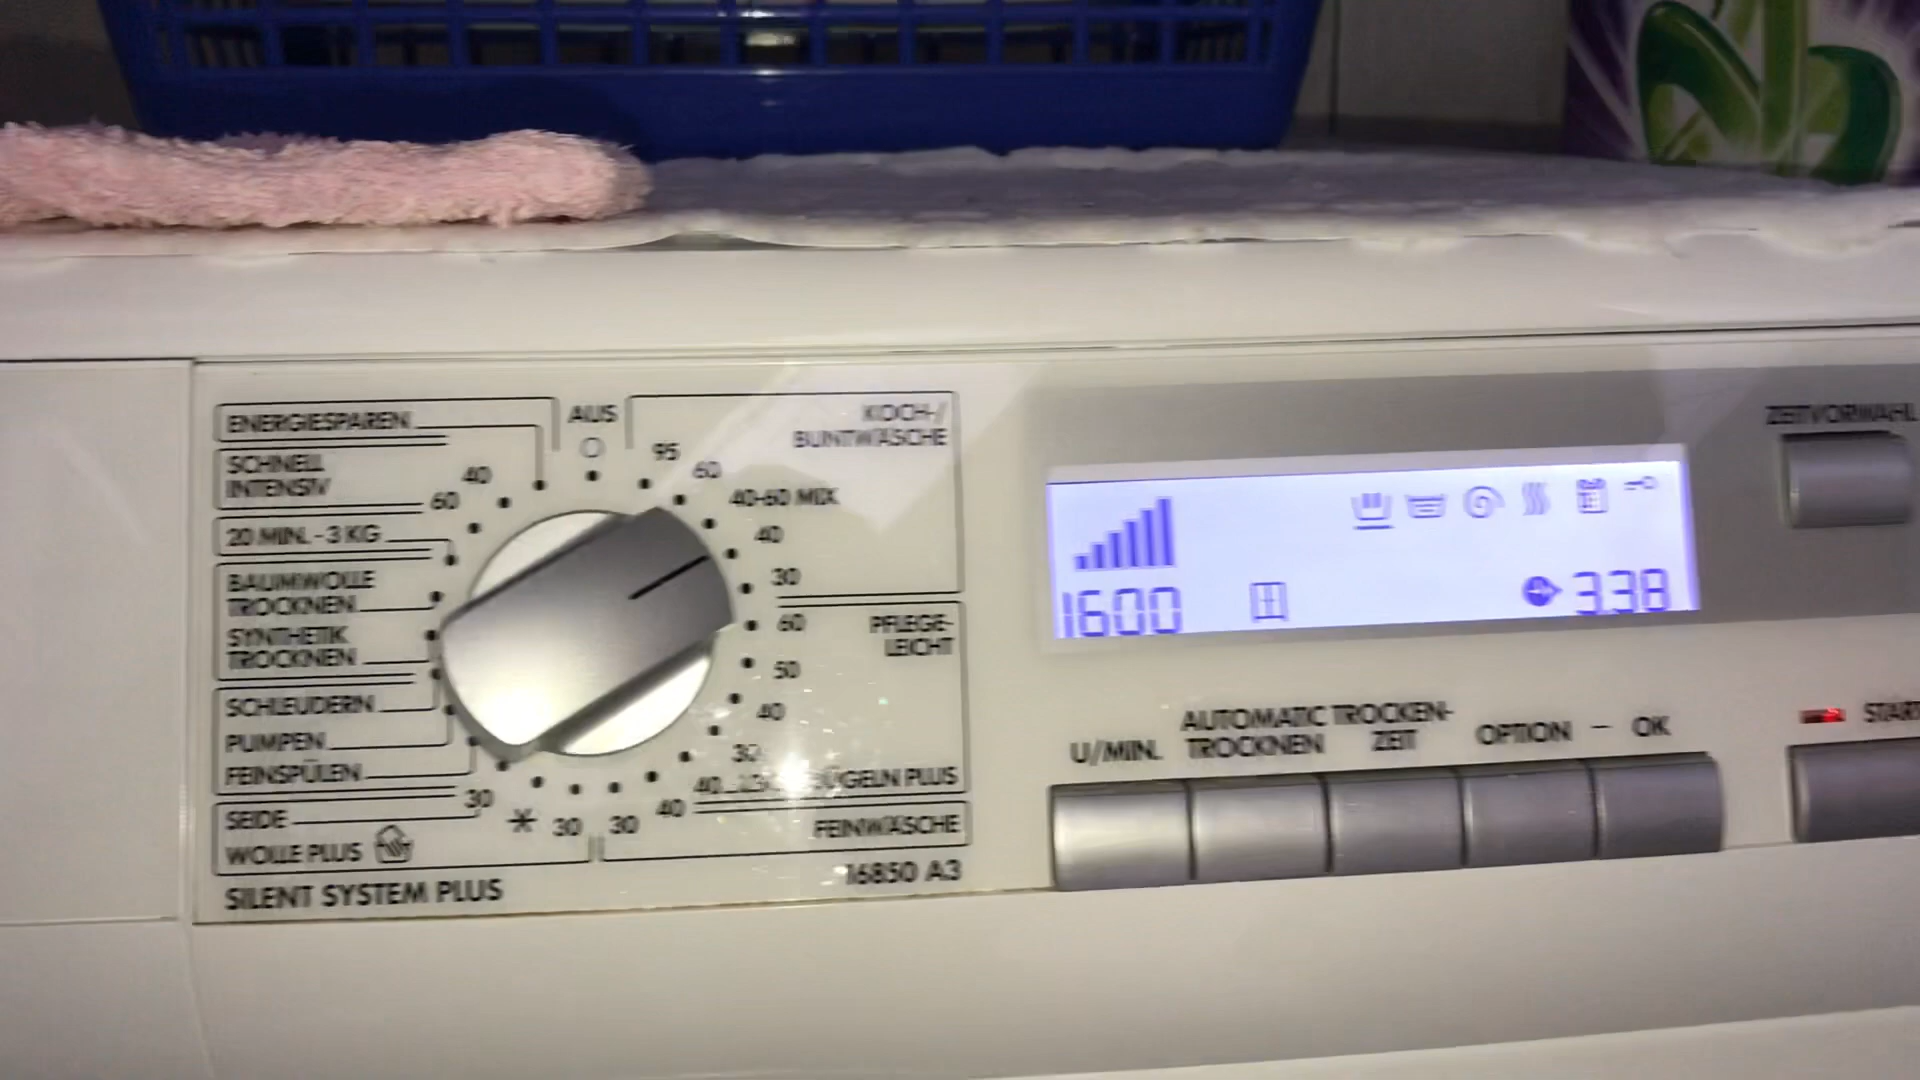 ENERGIESPAREN
SCHNELL
INTENSIV
20 MIN. - 3 KG
BAUMWOLLE
TROCKNEN
SYNTHETIK
TROCKNEN
SCHLEUDERN
PUMPEN
FEINSPÜLEN
SEIDE
WOLLE PLUS
SILENT SYSTEM PLUS
AUS
40
60
95
60
40-60 MIX
40
30
KOCH-/
BUNTWÄSCHE
60
50
40
PFLEGE-
LEICHT
40
30
30
30
FEINWÄSCHE
16850 A3
1600
3.38
ZEITVORWAHL
U/MIN.
AUTOMATIC
TROCKNEN
TROCKEN-
ZEIT
OPTION – OK
START